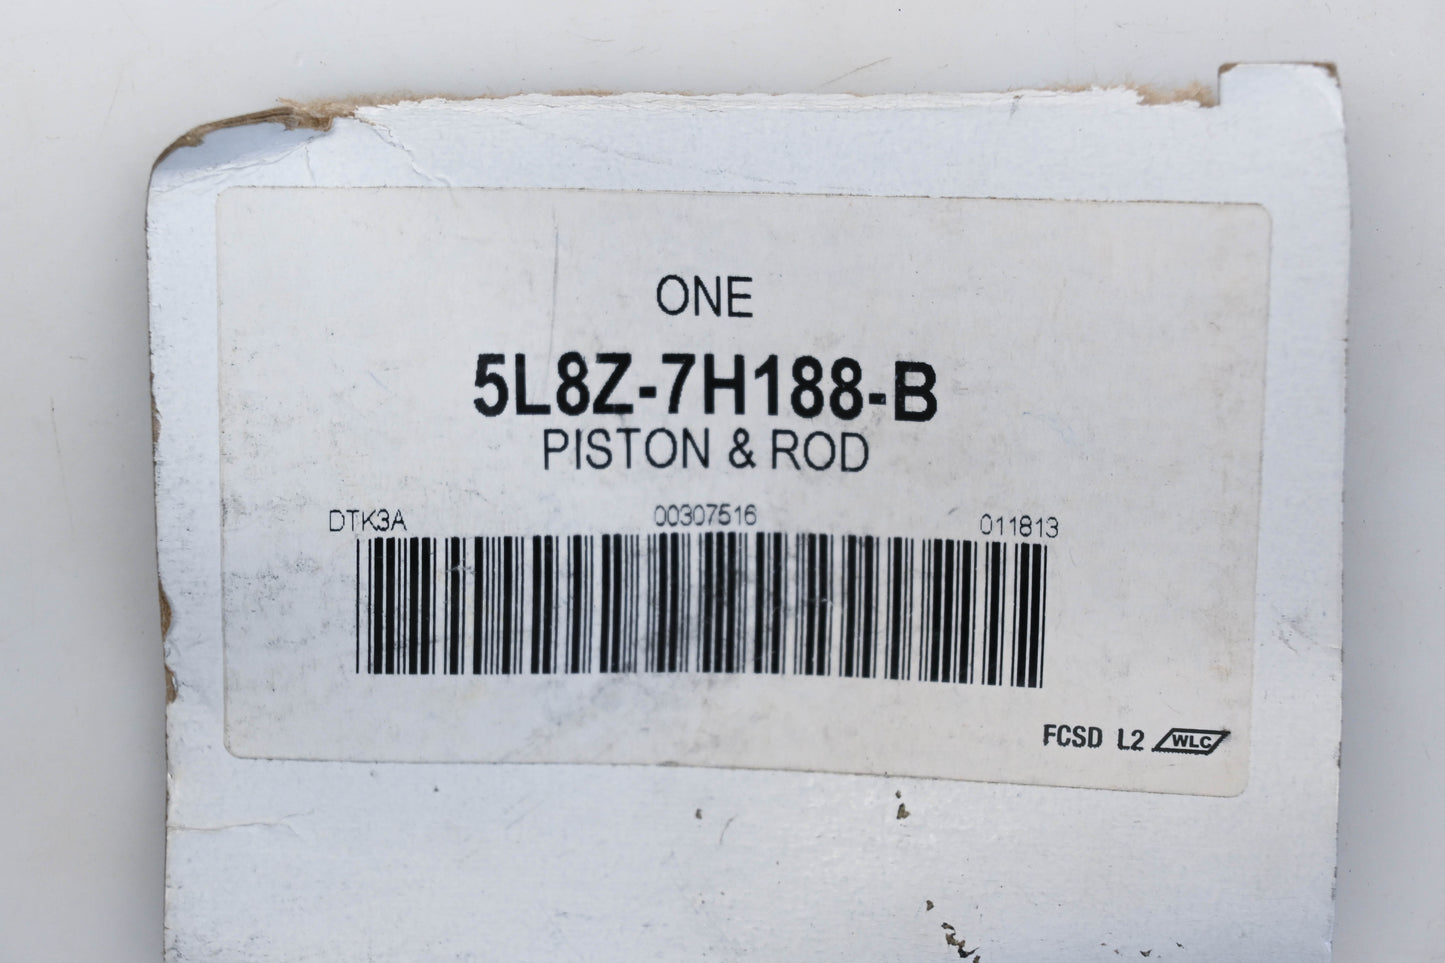 ONE
5L8Z-7H188-B
PISTON & ROD
DTK3A 00307516 011813
FCSD L2 WLC